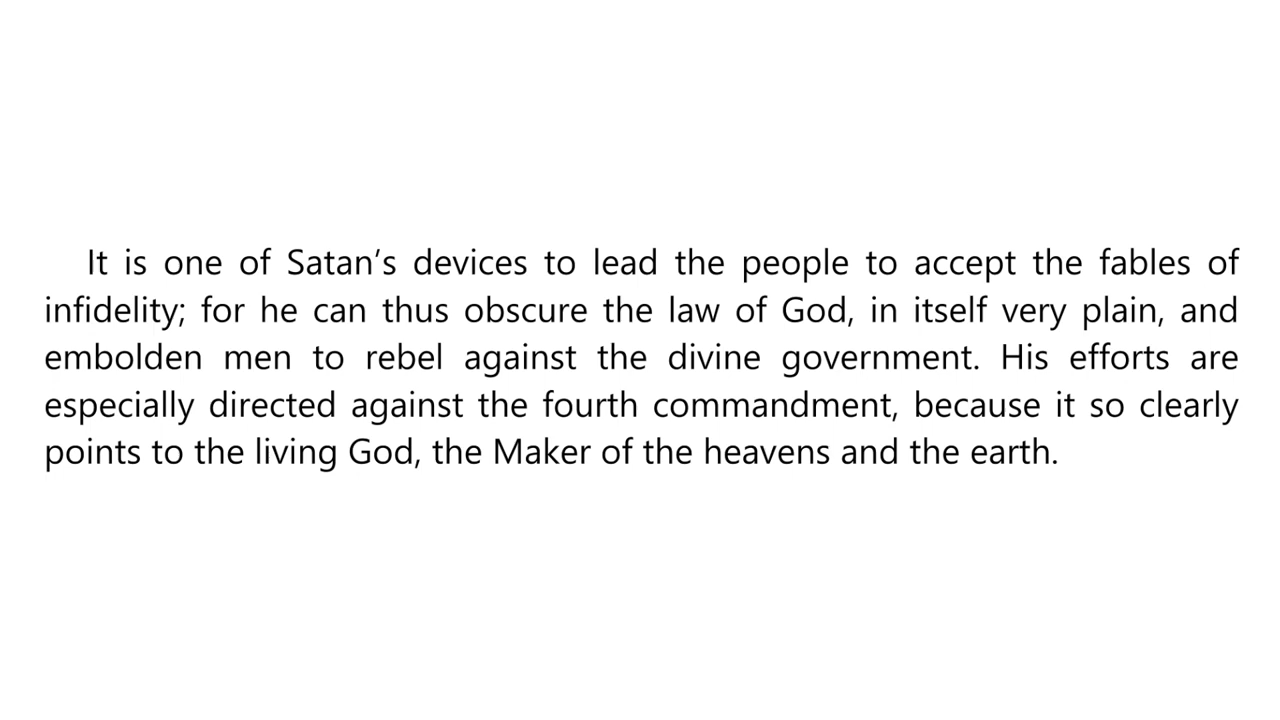 It is one of Satan’s devices to lead the people to accept the fables of
infidelity; for he can thus obscure the law of God, in itself very plain, and
embolden men to rebel against the divine government. His efforts are
especially directed against the fourth commandment, because it so clearly
points to the living God, the Maker of the heavens and the earth.